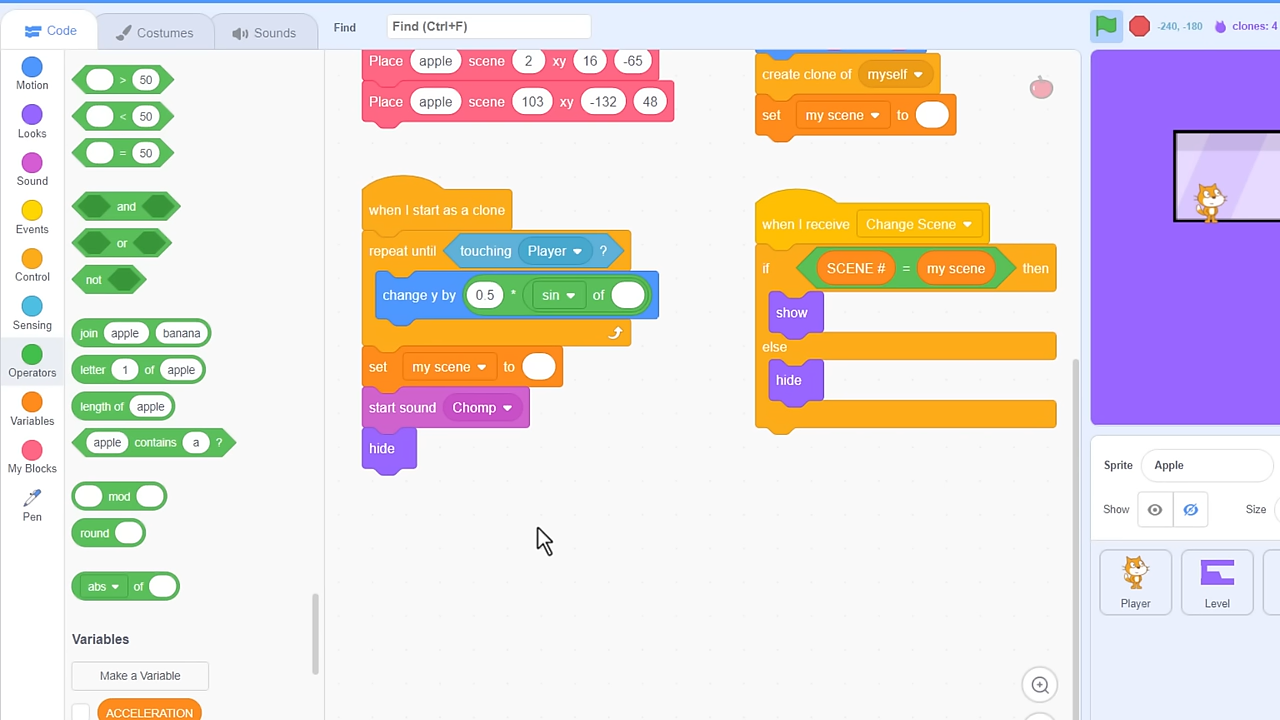 Code
Costumes
Sounds
Find
Find (Ctrl+F)
-240, -180
clones: 4
Motion
Looks
Sound
Events
Control
Sensing
Operators
Variables
My Blocks
Pen
> 50
< 50
= 50
and
or
not
join apple banana
letter 1 of apple
length of apple
apple contains a ?
mod
round
abs of
Variables
Make a Variable
ACCELERATION
Place apple scene 2 xy 16 -65
Place apple scene 103 xy -132 48
when I start as a clone
repeat until touching Player ?
change y by 0.5 * sin of
set my scene to
start sound Chomp
hide
create clone of myself
set my scene to
when I receive Change Scene
if SCENE # = my scene then
show
else
hide
Sprite Apple
Show
Size
Player
Level